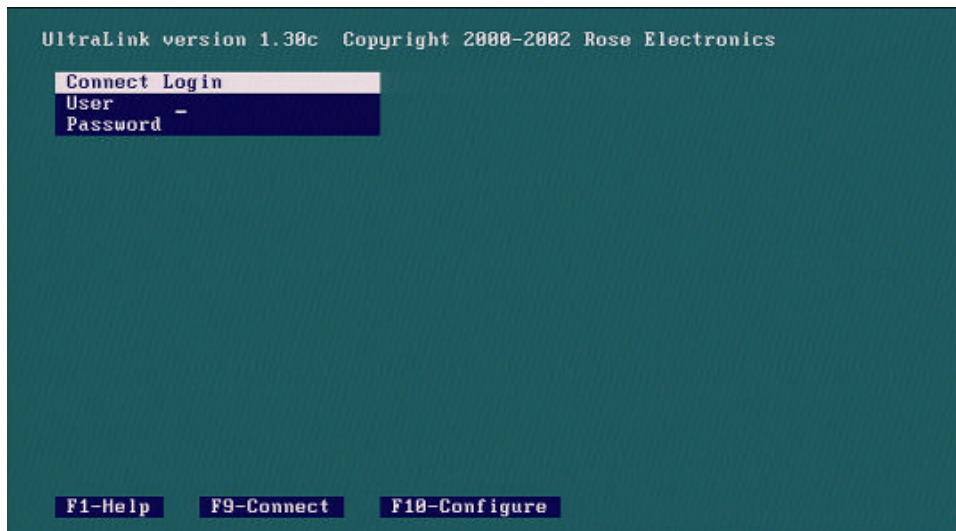 UltraLink version 1.30c Copyright 2000-2002 Rose Electronics
Connect Login
User _
Password
F1-Help F9-Connect F10-Configure